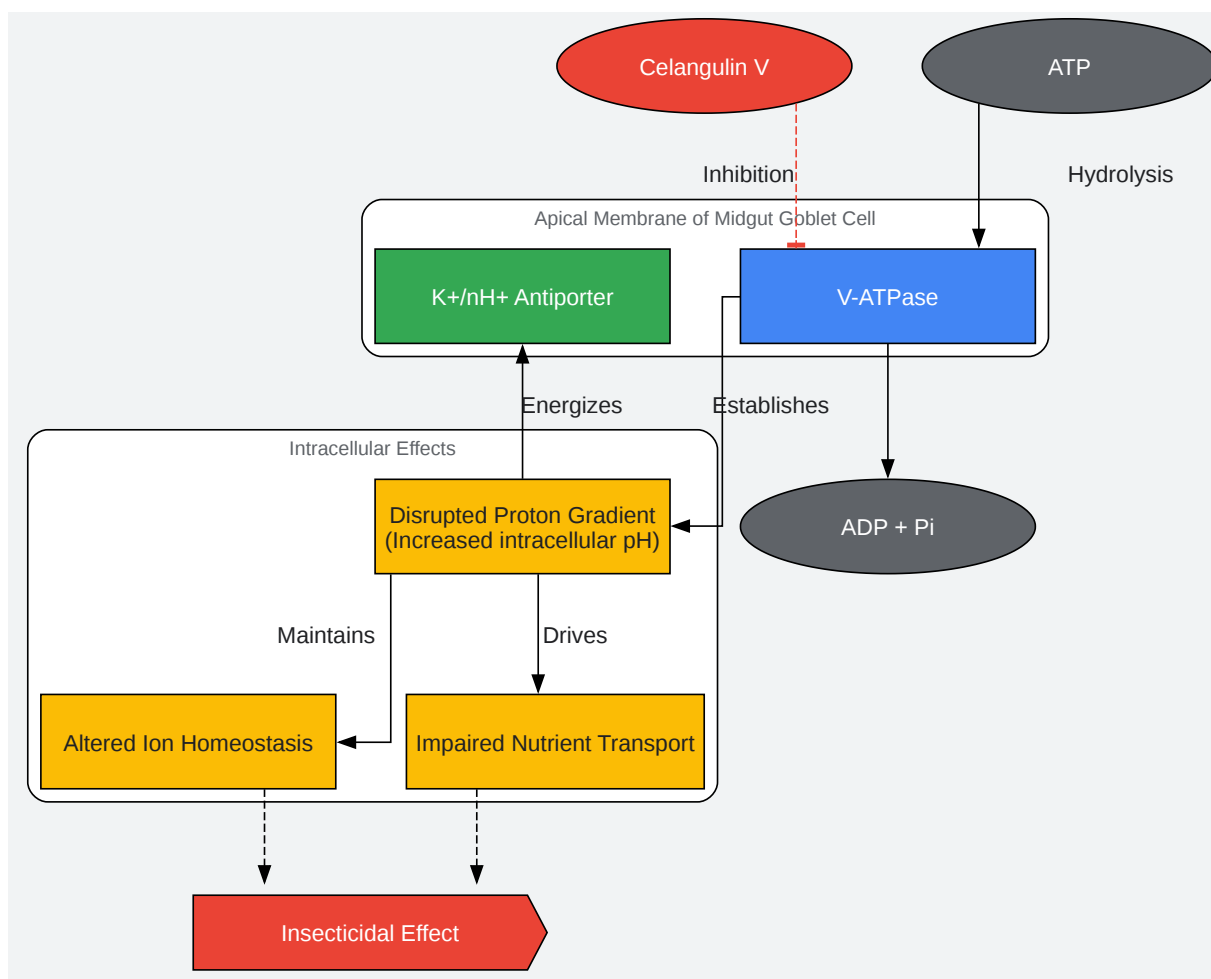 Celangulin V
ATP
Inhibition
Hydrolysis
Apical Membrane of Midgut Goblet Cell
K+/nH+ Antiporter
V-ATPase
Energizes
Establishes
Intracellular Effects
Disrupted Proton Gradient
(Increased intracellular pH)
ADP + Pi
Maintains
Drives
Altered Ion Homeostasis
Impaired Nutrient Transport
Insecticidal Effect